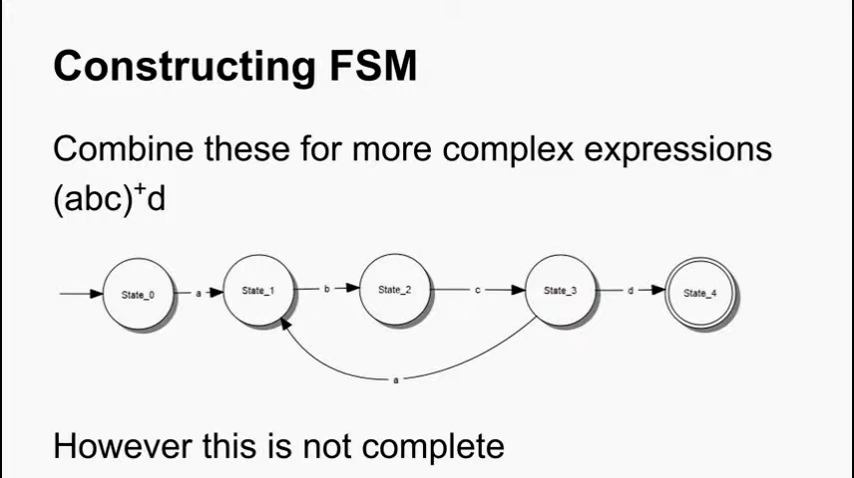 Constructing FSM
Combine these for more complex expressions
(abc)⁺d
State_0 a State_1 b State_2 c State_3 d State_4
a
However this is not complete